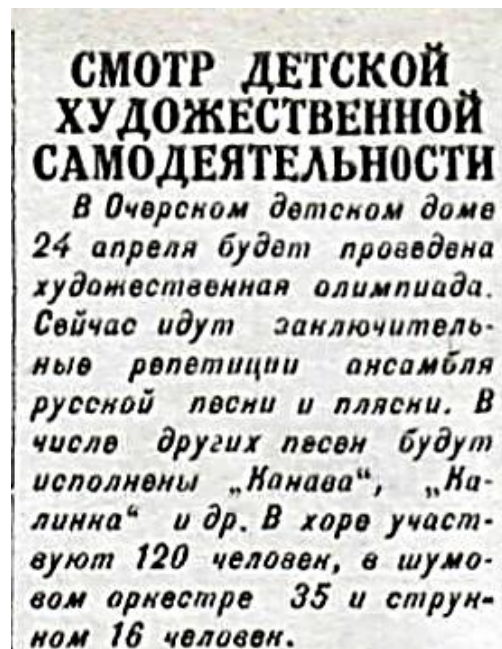 СМОТР ДЕТСКОЙ
ХУДОЖЕСТВЕННОЙ
САМОДЕЯТЕЛЬНОСТИ
В Очерском детском доме
24 апреля будет проведена
художественная олимпиада.
Сейчас идут заключитель-
ные репетиции ансамбля
русской песни и пляски. В
числе других песен будут
исполнены „Канава“, „Ка-
линка“ и др. В хоре участ-
вуют 120 человек, в шумо-
вом оркестре 35 и струн-
ном 16 человек.